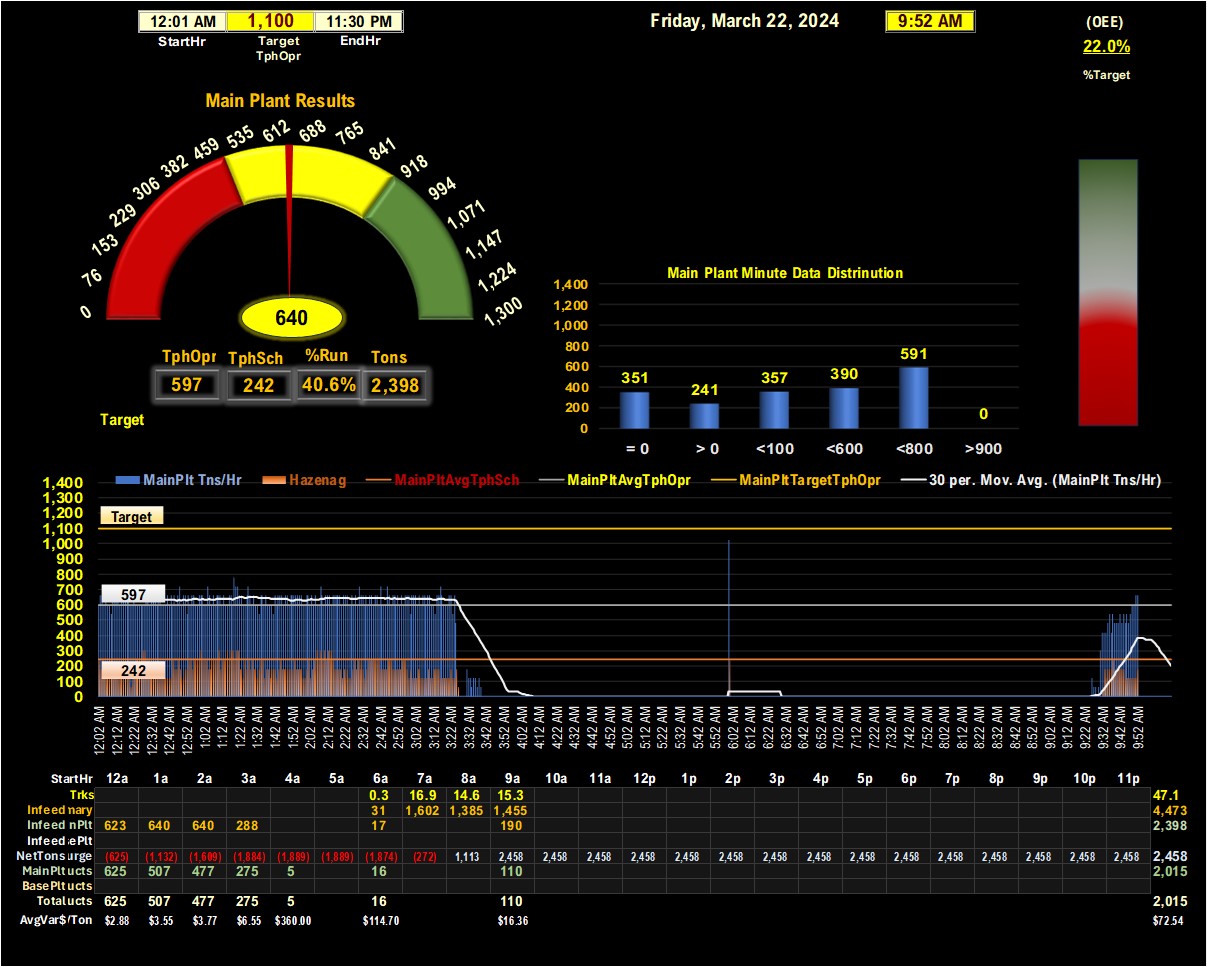 12:01 AM 1,100 11:30 PM
StartHr Target TphOpr EndHr
Friday, March 22, 2024
9:52 AM
(OEE)
22.0%
%Target
Main Plant Results
0 76 153 229 306 382 459 535 612 688 765 841 918 994 1,071 1,147 1,224 1,300
640
TphOpr TphSch %Run Tons
597 242 40.6% 2,398
Target
Main Plant Minute Data Distrinution
1,400
1,200
1,000
800
600
400
200
0
351 241 357 390 591 0
= 0 > 0 <100 <600 <800 >900
MainPlt Tns/Hr Hazenag MainPltAvgTphSch MainPltAvgTphOpr MainPltTargetTphOpr 30 per. Mov. Avg. (MainPlt Tns/Hr)
1,400
1,300
1,200
1,100
1,000
900
800
700
600
500
400
300
200
100
0
Target
597
242
12:02 AM 12:12 AM 12:22 AM 12:32 AM 12:42 AM 12:52 AM 1:02 AM 1:12 AM 1:22 AM 1:32 AM 1:42 AM 1:52 AM 2:02 AM 2:12 AM 2:22 AM 2:32 AM 2:42 AM 2:52 AM 3:02 AM 3:12 AM 3:22 AM 3:32 AM 3:42 AM 3:52 AM 4:02 AM 4:12 AM 4:22 AM 4:32 AM 4:42 AM 4:52 AM 5:02 AM 5:12 AM 5:22 AM 5:32 AM 5:42 AM 5:52 AM 6:02 AM 6:12 AM 6:22 AM 6:32 AM 6:42 AM 6:52 AM 7:02 AM 7:12 AM 7:22 AM 7:32 AM 7:42 AM 7:52 AM 8:02 AM 8:12 AM 8:22 AM 8:32 AM 8:42 AM 8:52 AM 9:02 AM 9:12 AM 9:22 AM 9:32 AM 9:42 AM 9:52 AM
StartHr 12a 1a 2a 3a 4a 5a 6a 7a 8a 9a 10a 11a 12p 1p 2p 3p 4p 5p 6p 7p 8p 9p 10p 11p
Trks 0.3 16.9 14.6 15.3 47.1
Infeed nary 31 1,602 1,385 1,455 4,473
Infeed nPlt 623 640 640 288 17 190 2,398
Infeed ePlt
NetTons urge (625) (1,132) (1,609) (1,884) (1,889) (1,889) (1,874) (272) 1,113 2,458 2,458 2,458 2,458 2,458 2,458 2,458 2,458 2,458 2,458 2,458 2,458 2,458 2,458 2,458 2,458
MainPlt ucts 625 507 477 275 5 16 110 2,015
BasePlt ucts
Total ucts 625 507 477 275 5 16 110 2,015
AvgVar$/Ton $2.88 $3.55 $3.77 $6.55 $360.00 $114.70 $16.36 $72.54